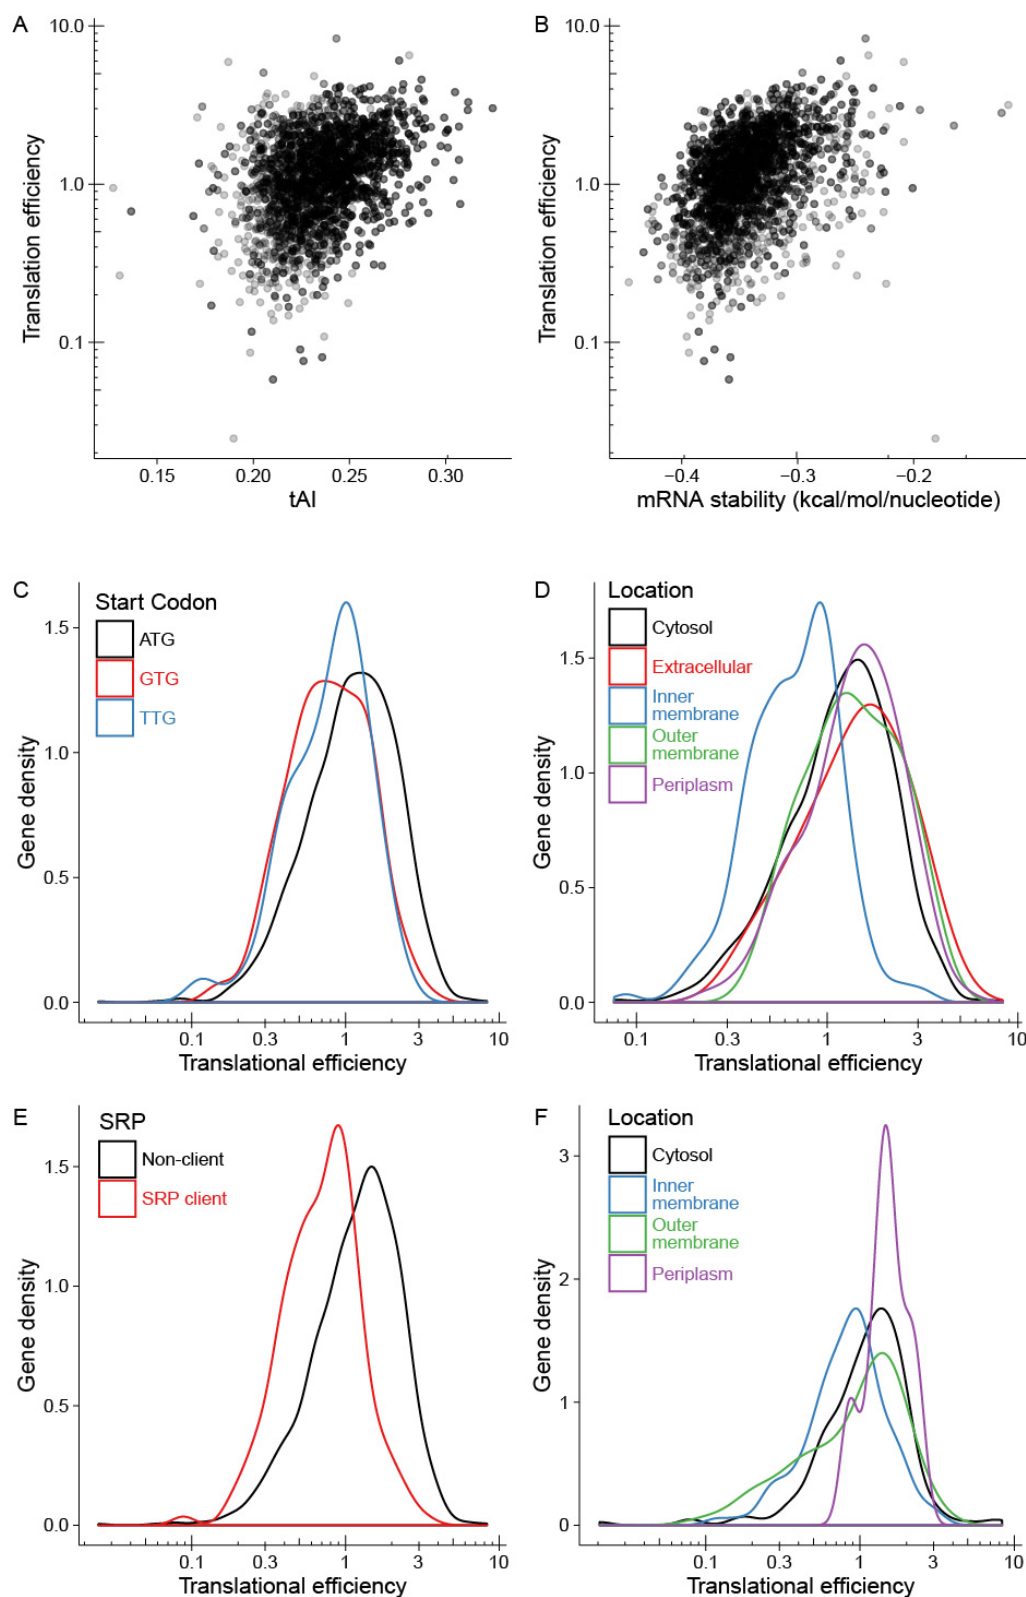 A
10.0
1.0
0.1
Translation efficiency
0.15
0.20
0.25
0.30
tAI
B
10.0
1.0
0.1
Translation efficiency
−0.4
−0.3
−0.2
mRNA stability (kcal/mol/nucleotide)
C
Start Codon
ATG
GTG
TTG
1.5
1.0
0.5
0.0
Gene density
0.1
0.3
1
3
10
Translational efficiency
D
Location
Cytosol
Extracellular
Inner
membrane
Outer
membrane
Periplasm
1.5
1.0
0.5
0.0
Gene density
0.1
0.3
1
3
10
Translational efficiency
E
SRP
Non-client
SRP client
1.5
1.0
0.5
0.0
Gene density
0.1
0.3
1
3
10
Translational efficiency
F
Location
Cytosol
Inner
membrane
Outer
membrane
Periplasm
3
2
1
0
Gene density
0.1
0.3
1
3
10
Translational efficiency